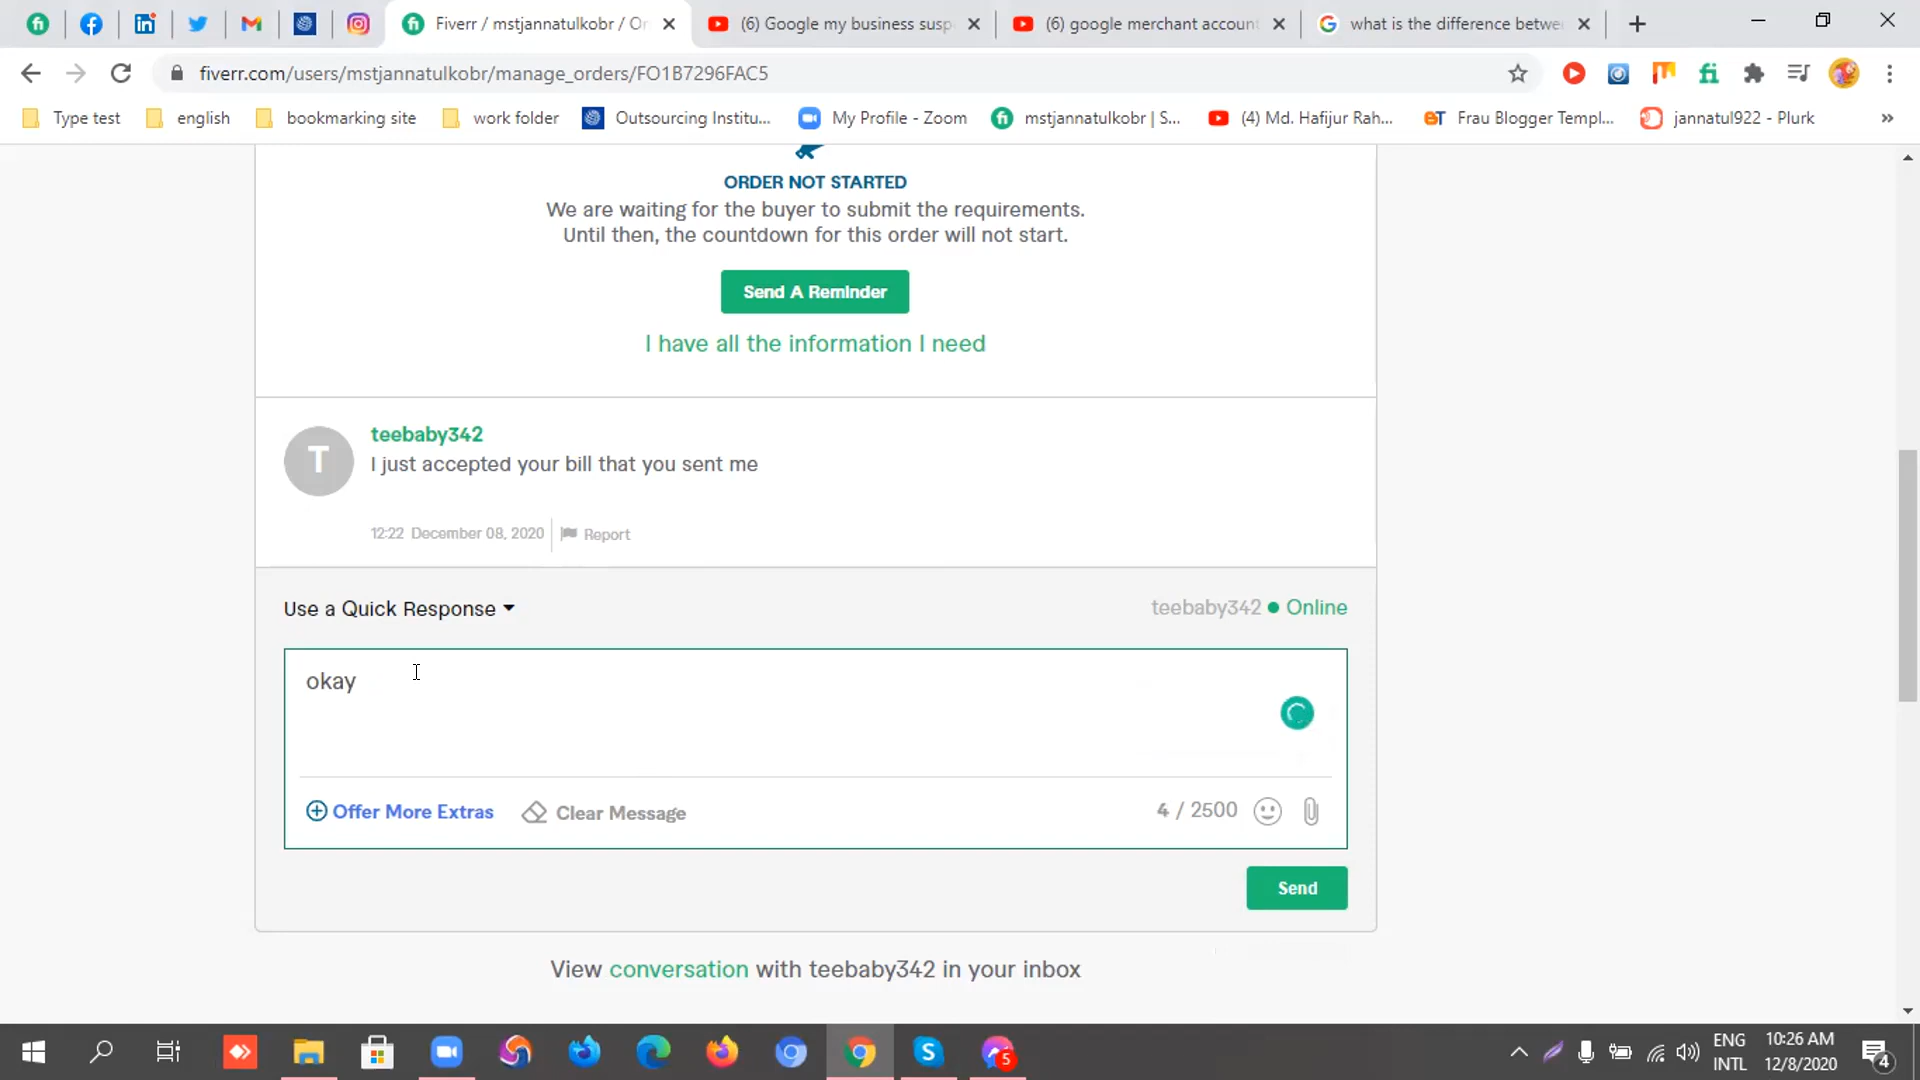 Fiverr / mstjannatulkobr / Or
(6) Google my business susp
(6) google merchant account
what is the difference betwe
fiverr.com/users/mstjannatulkobr/manage_orders/FO1B7296FAC5
Type test
english
bookmarking site
work folder
Outsourcing Institu...
My Profile - Zoom
mstjannatulkobr | S...
(4) Md. Hafijur Rah...
Frau Blogger Templ...
jannatul922 - Plurk
ORDER NOT STARTED
We are waiting for the buyer to submit the requirements.
Until then, the countdown for this order will not start.
Send A Reminder
I have all the information I need
T
teebaby342
I just accepted your bill that you sent me
12:22 December 08, 2020
Report
Use a Quick Response
teebaby342 ● Online
okay
Offer More Extras
Clear Message
4 / 2500
Send
View conversation with teebaby342 in your inbox
5
ENG
INTL
10:26 AM
12/8/2020
4